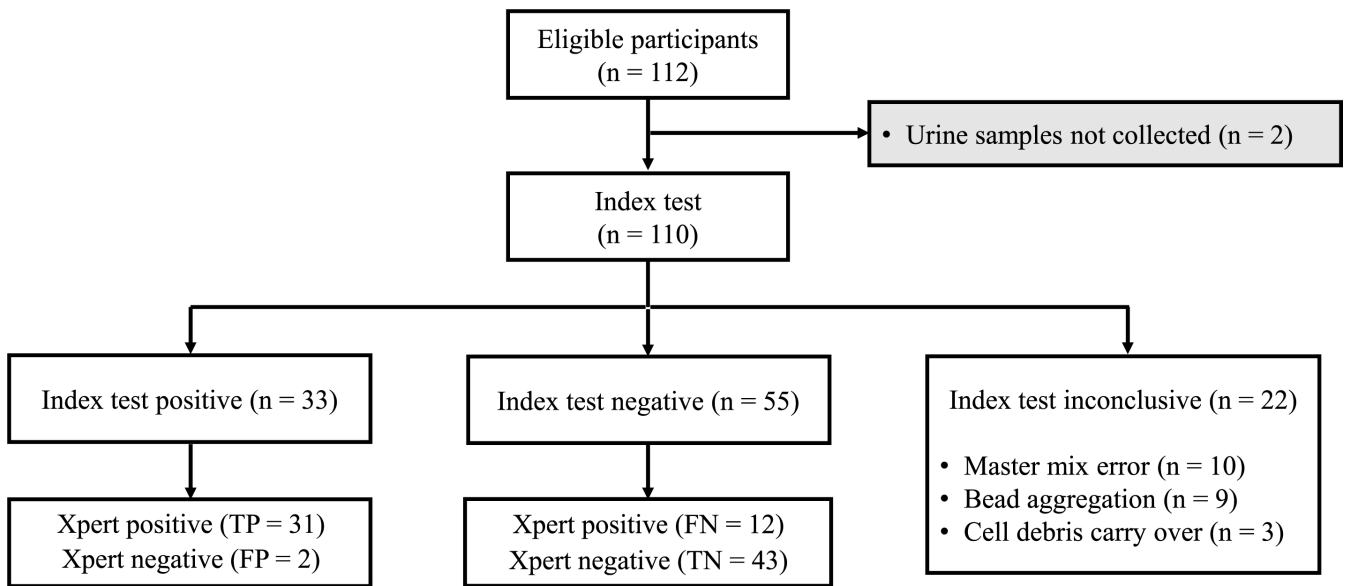 Eligible participants
(n = 112)
• Urine samples not collected (n = 2)
Index test
(n = 110)
Index test positive (n = 33)
Index test negative (n = 55)
Index test inconclusive (n = 22)
• Master mix error (n = 10)
• Bead aggregation (n = 9)
• Cell debris carry over (n = 3)
Xpert positive (TP = 31)
Xpert negative (FP = 2)
Xpert positive (FN = 12)
Xpert negative (TN = 43)